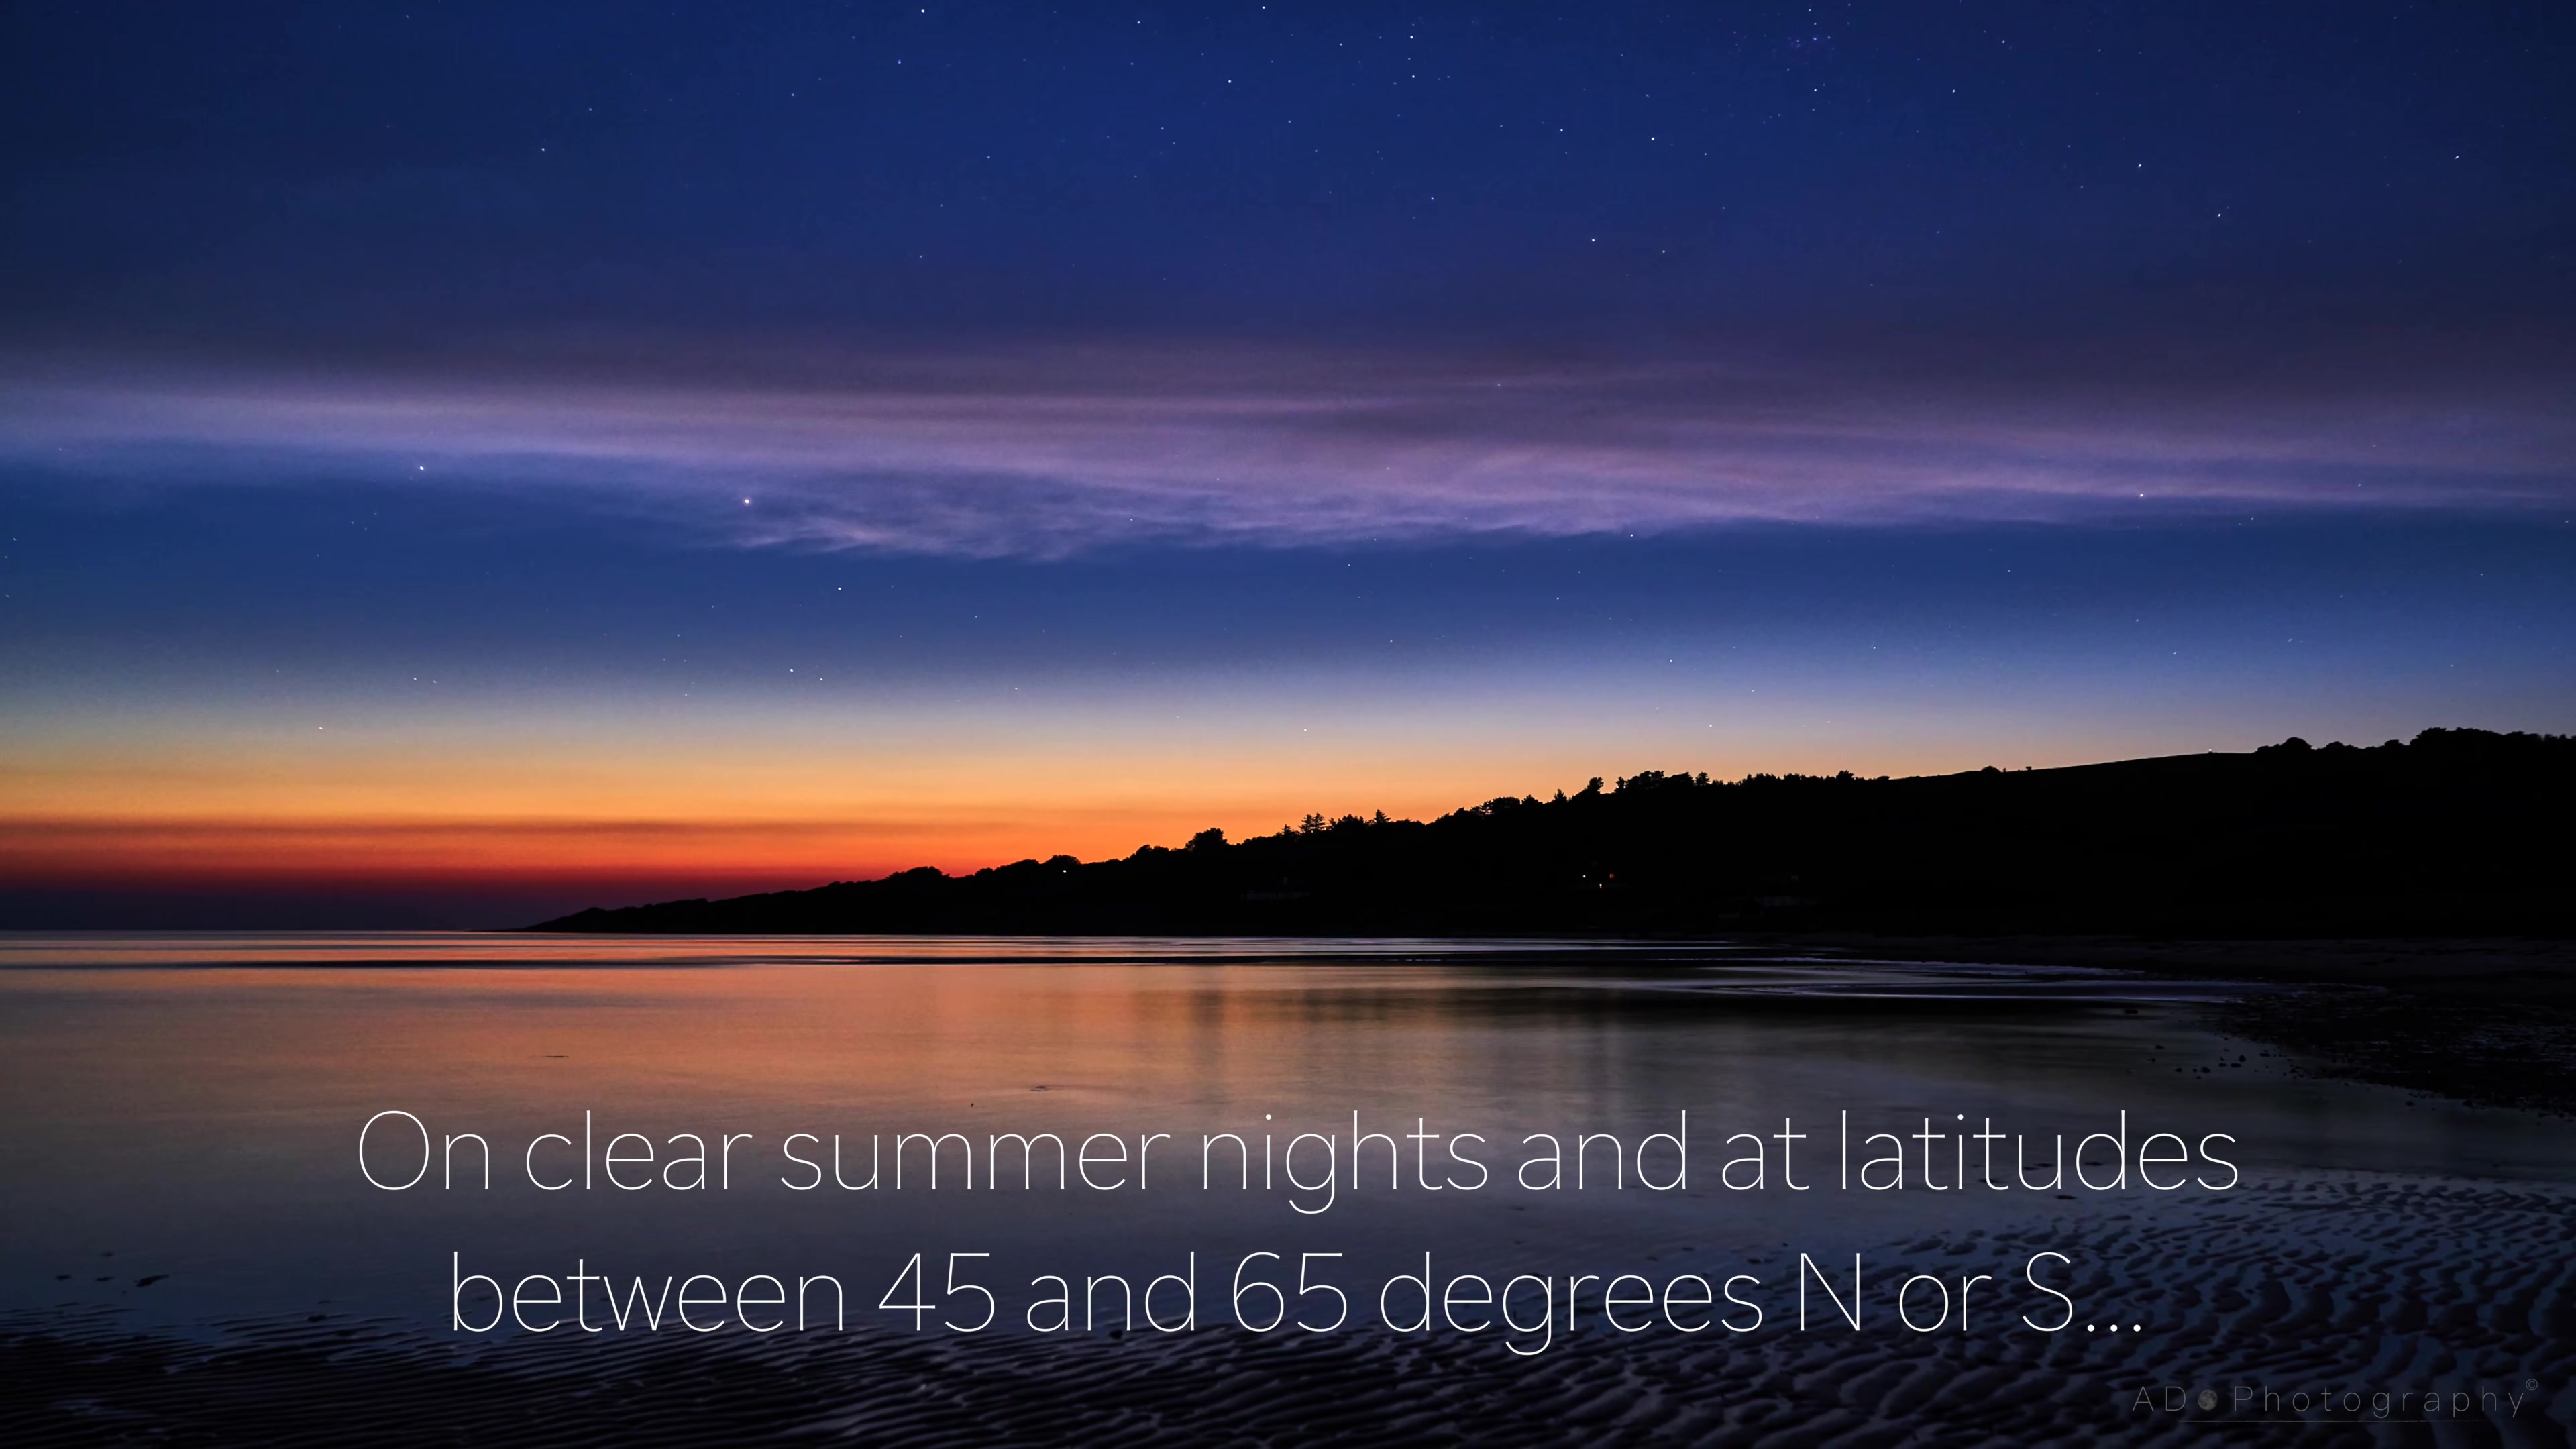 On clear summer nights and at latitudes
between 45 and 65 degrees N or S...
AD Photography©